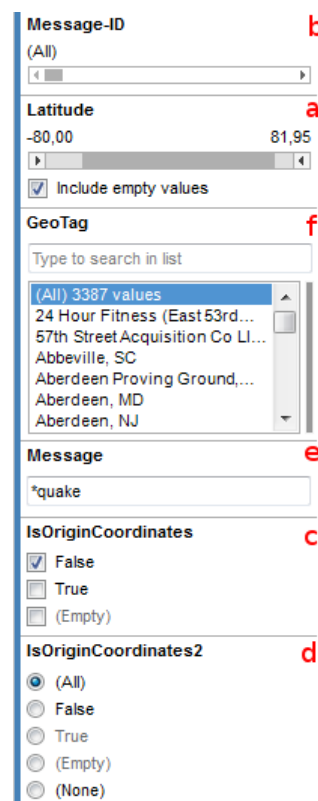 Message-ID b
(All)
Latitude a
-80,00 81,95
Include empty values
GeoTag f
Type to search in list
(All) 3387 values
24 Hour Fitness (East 53rd...
57th Street Acquisition Co Ll...
Abbeville, SC
Aberdeen Proving Ground,...
Aberdeen, MD
Aberdeen, NJ
Message e
*quake
IsOriginCoordinates c
False
True
(Empty)
IsOriginCoordinates2 d
(All)
False
True
(Empty)
(None)